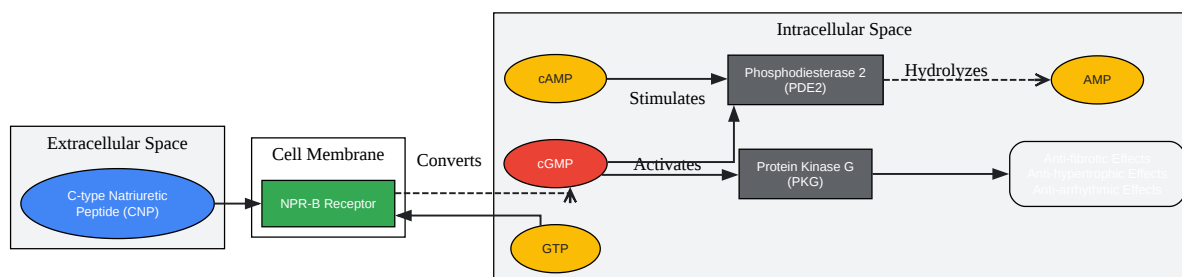 Extracellular Space
C-type Natriuretic
Peptide (CNP)
Cell Membrane
NPR-B Receptor
Converts
Intracellular Space
cAMP
Stimulates
Phosphodiesterase 2
(PDE2)
Hydrolyzes
AMP
cGMP
Activates
Protein Kinase G
(PKG)
Anti-fibrotic Effects
Anti-hypertrophic Effects
Anti-arrhythmic Effects
GTP